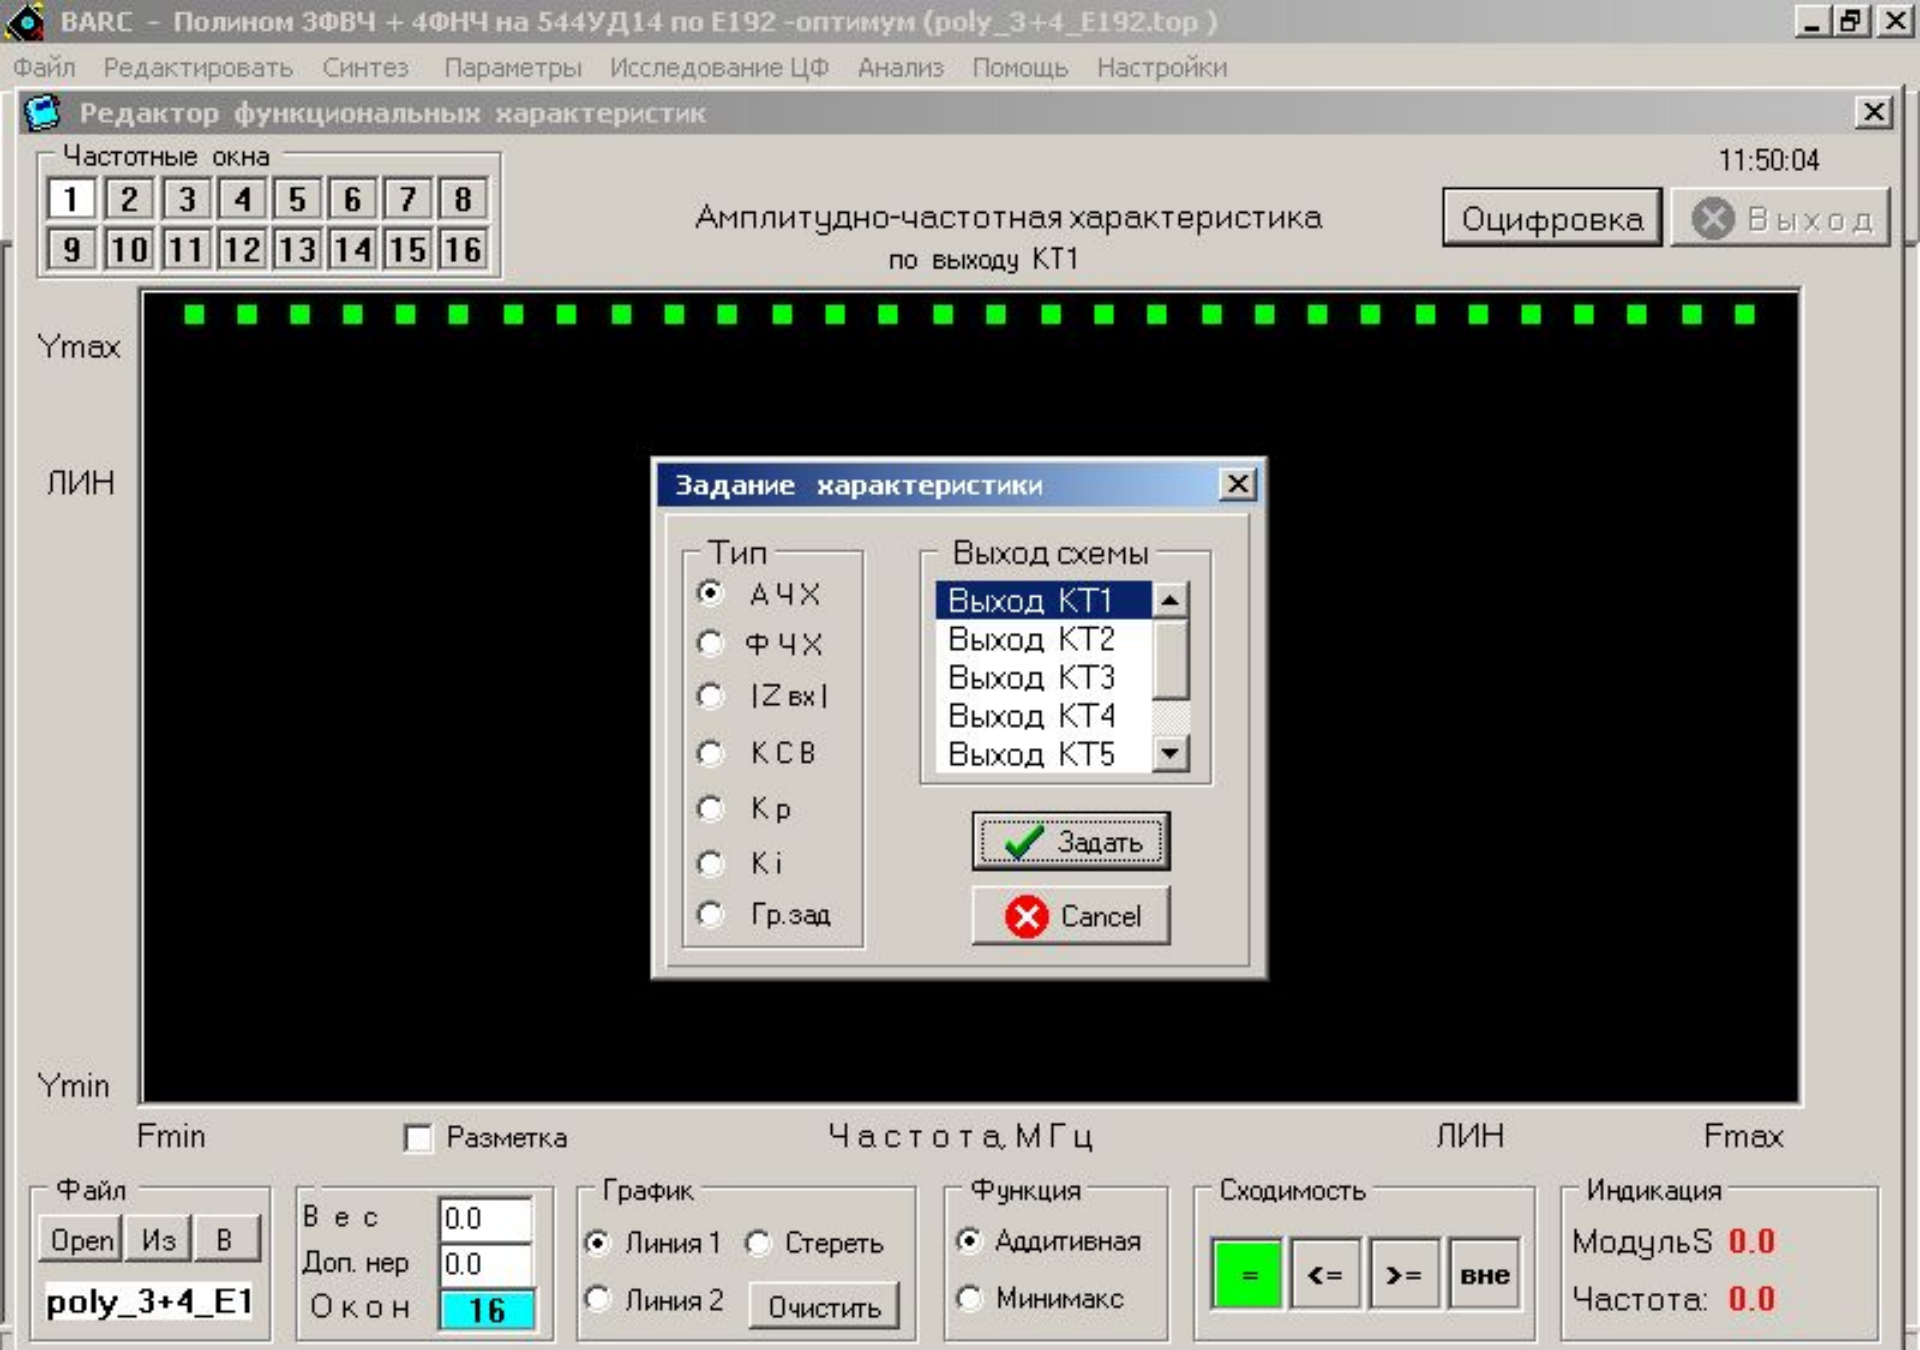 BARC - Полином 3ФВЧ + 4ФНЧ на 544УД14 по E192 -оптимум (poly_3+4_E192.top )
Файл Редактировать Синтез Параметры Исследование ЦФ Анализ Помощь Настройки
Редактор функциональных характеристик
Частотные окна
11:50:04
1 2 3 4 5 6 7 8
9 10 11 12 13 14 15 16
Амплитудно-частотная характеристика
по выходу КТ1
Оцифровка
Выход
Ymax
ЛИН
Ymin
Задание характеристики
Тип
АЧХ
ФЧХ
|Z вх|
КСВ
Кр
Кi
Гр.зад
Выход схемы
Выход КТ1
Выход КТ2
Выход КТ3
Выход КТ4
Выход КТ5
Задать
Cancel
Fmin
Разметка
Частота, МГц
ЛИН
Fmax
Файл
Open Из В
poly_3+4_E1
Вес 0.0
Доп. нер 0.0
Окон 16
График
Линия 1 Стереть
Линия 2 Очистить
Функция
Аддитивная
Минимакс
Сходимость
= <= >= вне
Индикация
МодульS 0.0
Частота: 0.0